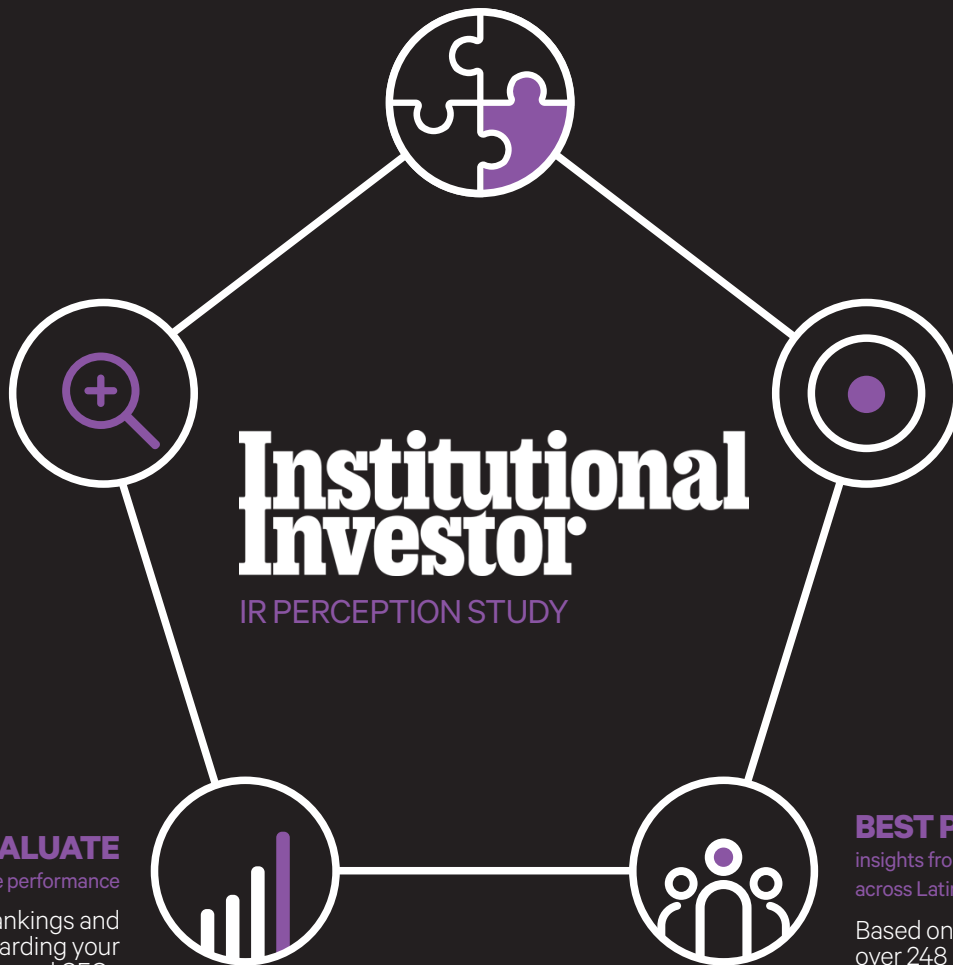 Institutional
Investor
IR PERCEPTION STUDY
ALUATE
e performance
ankings and
arding your
BEST P
insights fro
across Latin
Based on
over 248